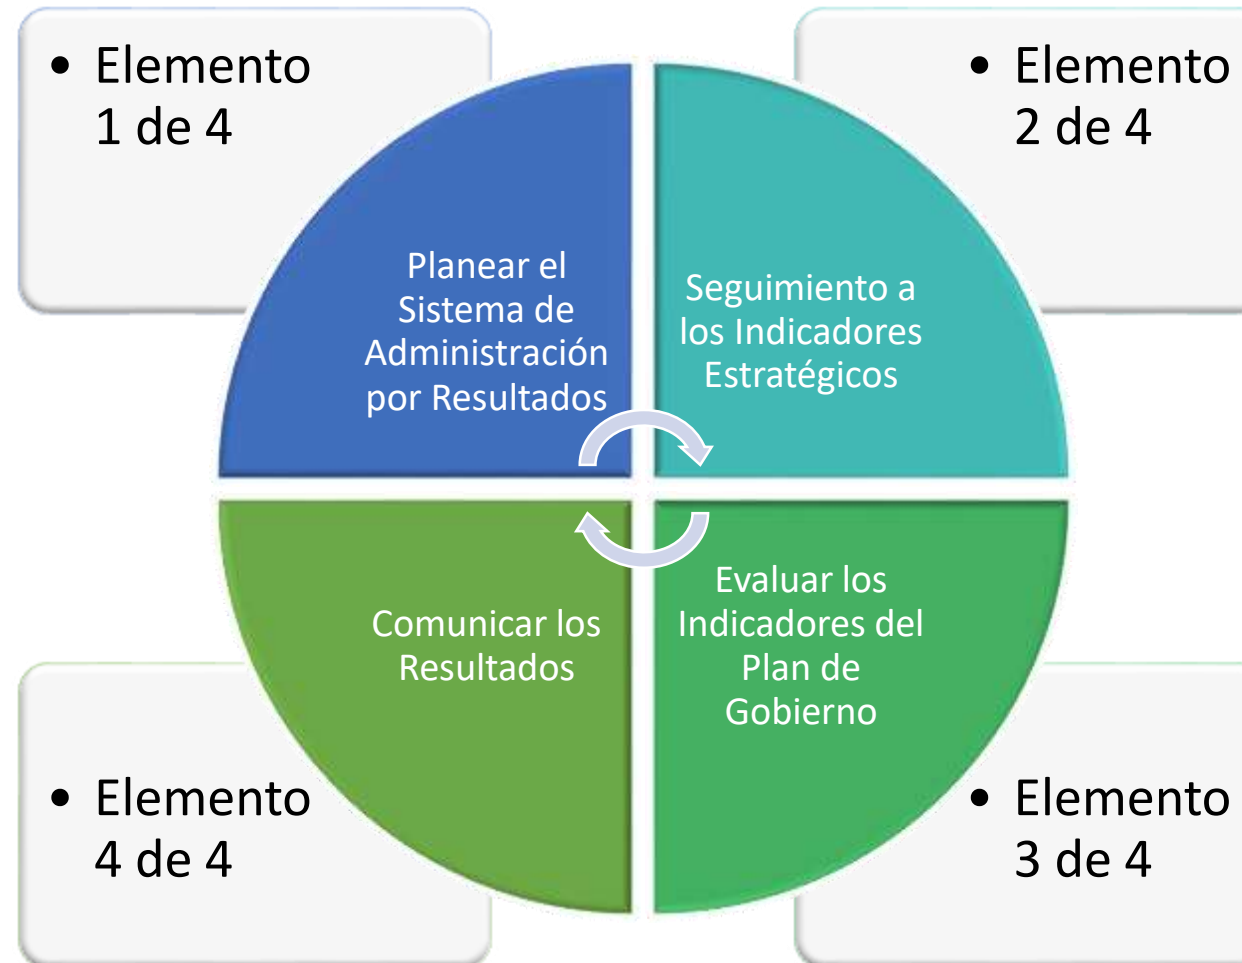 • Elemento
1 de 4
• Elemento
2 de 4
Planear el
Sistema de
Administración
por Resultados
Seguimiento a
los Indicadores
Estratégicos
Comunicar los
Resultados
Evaluar los
Indicadores del
Plan de
Gobierno
• Elemento
4 de 4
• Elemento
3 de 4